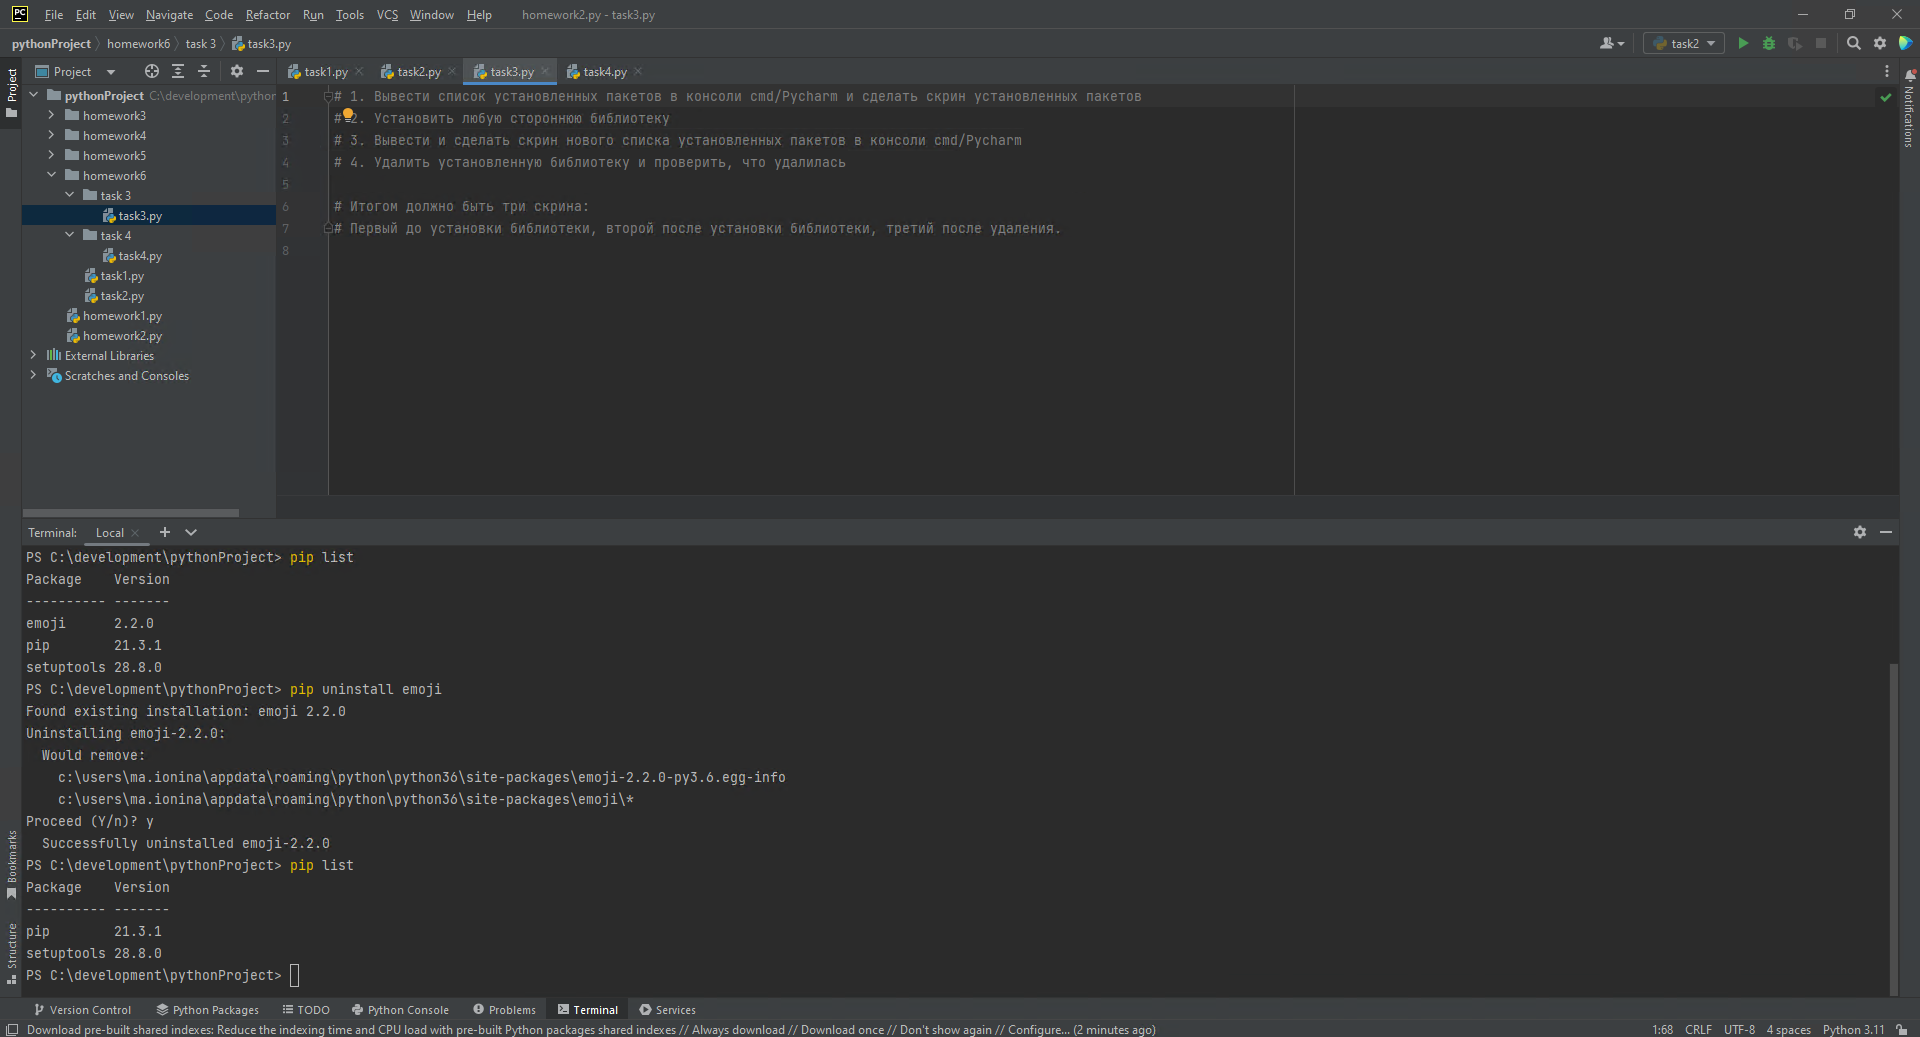 PC File Edit View Navigate Code Refactor Run Tools VCS Window Help homework2.py - task3.py
pythonProject homework6 task 3 task3.py task2
Project
Project
task1.py task2.py task3.py task4.py
Notifications
pythonProject C:\development\python
homework3
homework4
homework5
homework6
task 3
task3.py
task 4
task4.py
task1.py
task2.py
homework1.py
homework2.py
External Libraries
Scratches and Consoles
1 # 1. Вывести список установленных пакетов в консоли cmd/Pycharm и сделать скрин установленных пакетов
2 # 2. Установить любую стороннюю библиотеку
3 # 3. Вывести и сделать скрин нового списка установленных пакетов в консоли cmd/Pycharm
4 # 4. Удалить установленную библиотеку и проверить, что удалилась
5
6 # Итогом должно быть три скрина:
7 # Первый до установки библиотеки, второй после установки библиотеки, третий после удаления.
8
Terminal: Local
PS C:\development\pythonProject> pip list
Package    Version
---------- -------
emoji      2.2.0
pip        21.3.1
setuptools 28.8.0
PS C:\development\pythonProject> pip uninstall emoji
Found existing installation: emoji 2.2.0
Uninstalling emoji-2.2.0:
  Would remove:
    c:\users\ma.ionina\appdata\roaming\python\python36\site-packages\emoji-2.2.0-py3.6.egg-info
    c:\users\ma.ionina\appdata\roaming\python\python36\site-packages\emoji\*
Proceed (Y/n)? y
  Successfully uninstalled emoji-2.2.0
PS C:\development\pythonProject> pip list
Package    Version
---------- -------
pip        21.3.1
setuptools 28.8.0
PS C:\development\pythonProject>
Bookmarks
Structure
Version Control Python Packages TODO Python Console Problems Terminal Services
Download pre-built shared indexes: Reduce the indexing time and CPU load with pre-built Python packages shared indexes // Always download // Download once // Don't show again // Configure... (2 minutes ago) 1:68 CRLF UTF-8 4 spaces Python 3.11